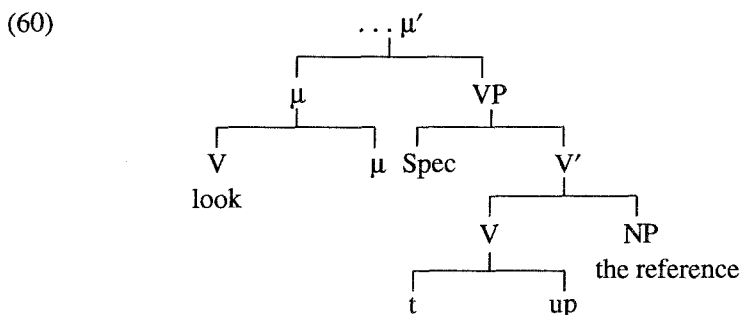 (60) . . . μ′
μ VP
V μ Spec V′
look
V NP
the reference
t up